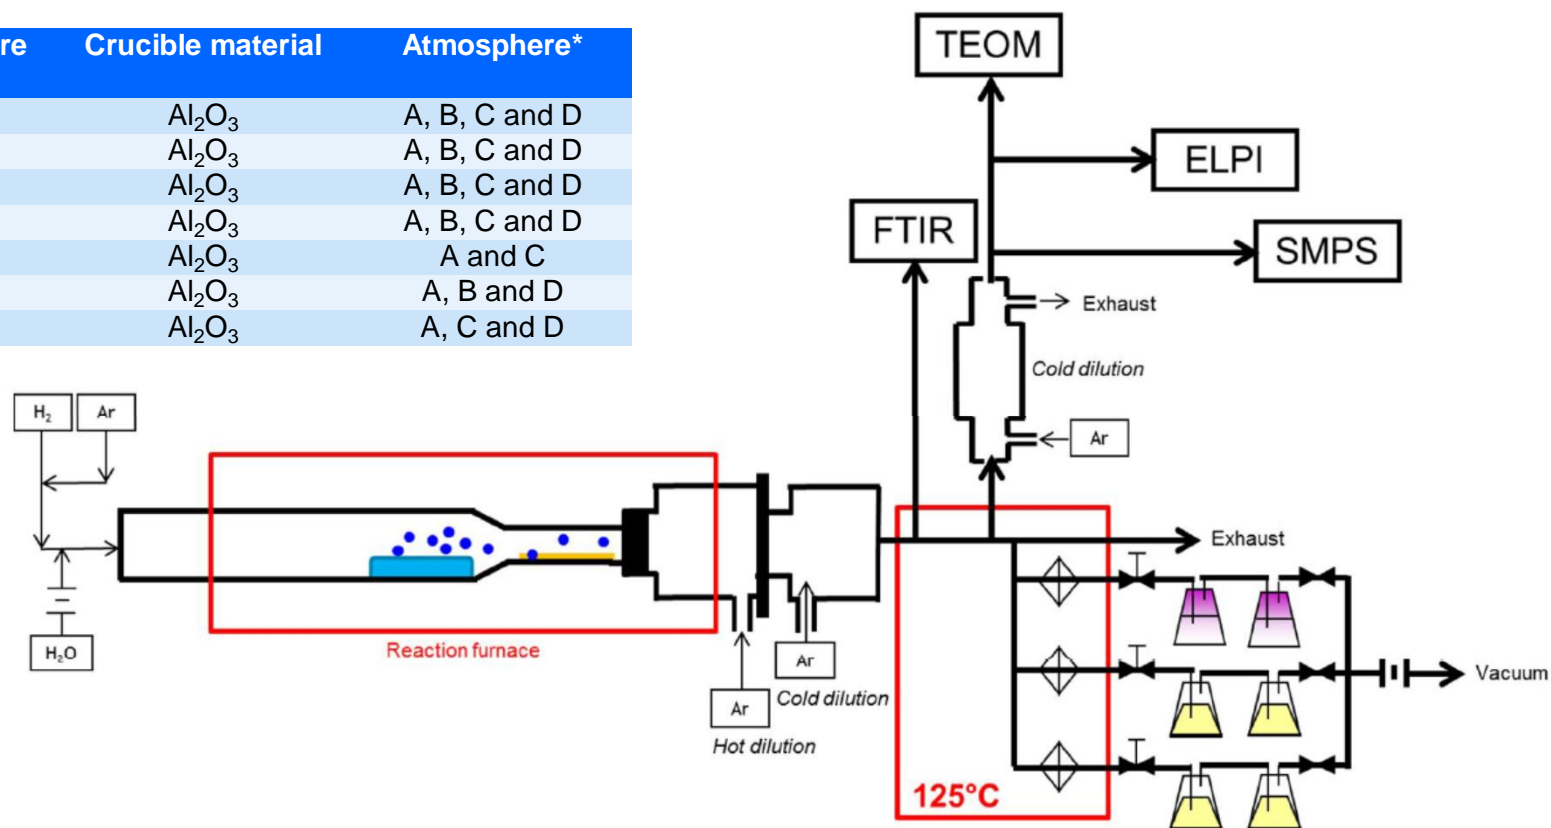 re Crucible material Atmosphere*
Al₂O₃ A, B, C and D
Al₂O₃ A, B, C and D
Al₂O₃ A, B, C and D
Al₂O₃ A, B, C and D
Al₂O₃ A and C
Al₂O₃ A, B and D
Al₂O₃ A, C and D
TEOM
ELPI
FTIR
SMPS
Exhaust
Cold dilution
Ar
H₂ Ar
H₂O
Reaction furnace
Ar
Cold dilution
Ar
Hot dilution
Exhaust
Vacuum
125°C